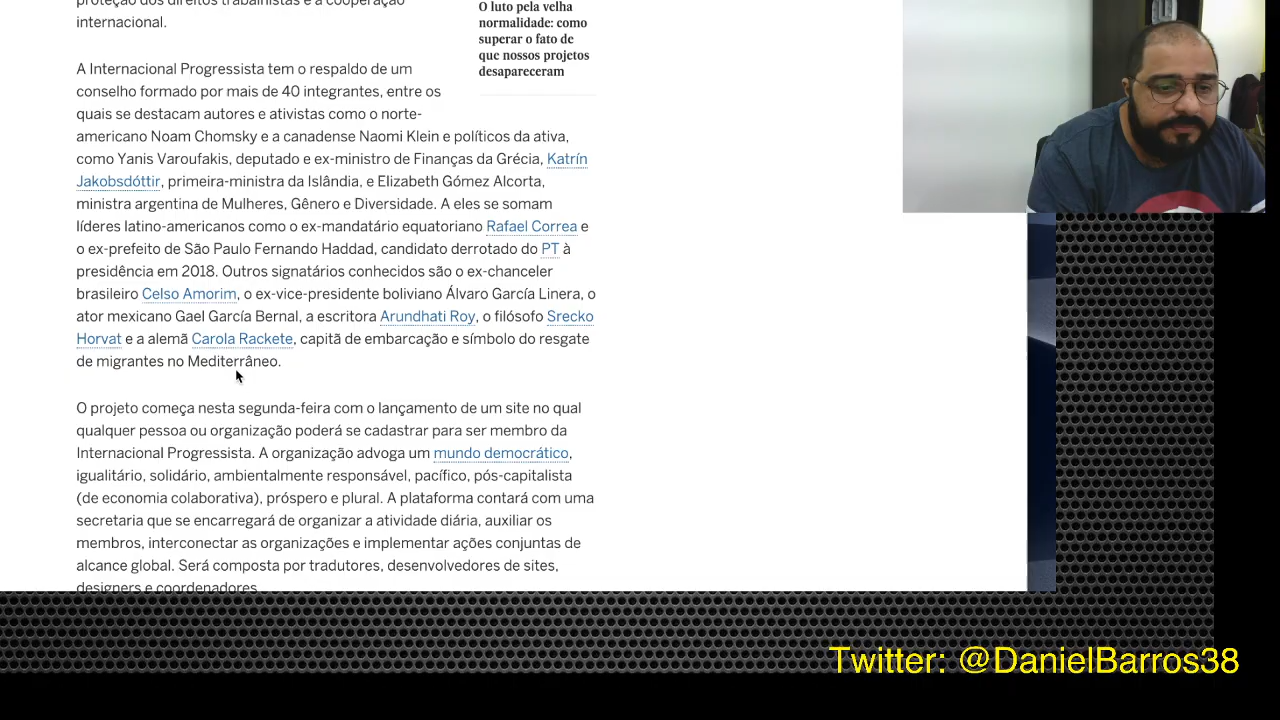 proteção dos direitos trabalhistas e a cooperação
internacional.
O luto pela velha
normalidade: como
superar o fato de
que nossos projetos
desapareceram
A Internacional Progressista tem o respaldo de um
conselho formado por mais de 40 integrantes, entre os
quais se destacam autores e ativistas como o norte-
americano Noam Chomsky e a canadense Naomi Klein e políticos da ativa,
como Yanis Varoufakis, deputado e ex-ministro de Finanças da Grécia, Katrín
Jakobsdóttir, primeira-ministra da Islândia, e Elizabeth Gómez Alcorta,
ministra argentina de Mulheres, Gênero e Diversidade. A eles se somam
líderes latino-americanos como o ex-mandatário equatoriano Rafael Correa e
o ex-prefeito de São Paulo Fernando Haddad, candidato derrotado do PT à
presidência em 2018. Outros signatários conhecidos são o ex-chanceler
brasileiro Celso Amorim, o ex-vice-presidente boliviano Álvaro García Linera, o
ator mexicano Gael García Bernal, a escritora Arundhati Roy, o filósofo Srecko
Horvat e a alemã Carola Rackete, capitã de embarcação e símbolo do resgate
de migrantes no Mediterrâneo.
O projeto começa nesta segunda-feira com o lançamento de um site no qual
qualquer pessoa ou organização poderá se cadastrar para ser membro da
Internacional Progressista. A organização advoga um mundo democrático,
igualitário, solidário, ambientalmente responsável, pacífico, pós-capitalista
(de economia colaborativa), próspero e plural. A plataforma contará com uma
secretaria que se encarregará de organizar a atividade diária, auxiliar os
membros, interconectar as organizações e implementar ações conjuntas de
alcance global. Será composta por tradutores, desenvolvedores de sites,
designers e coordenadores
Twitter: @DanielBarros38